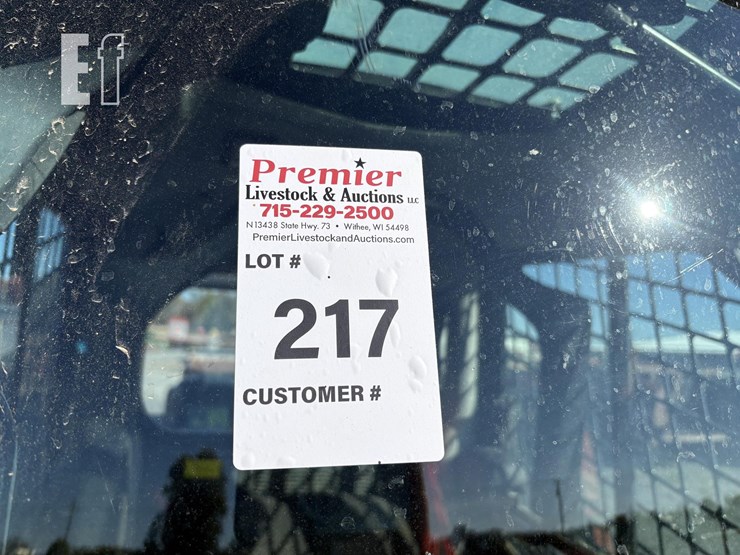 Ef
Premier
Livestock & Auctions LLC
715-229-2500
N13438 State Hwy. 73 • Withee, WI 54498
PremierLivestockandAuctions.com
LOT #
217
CUSTOMER #